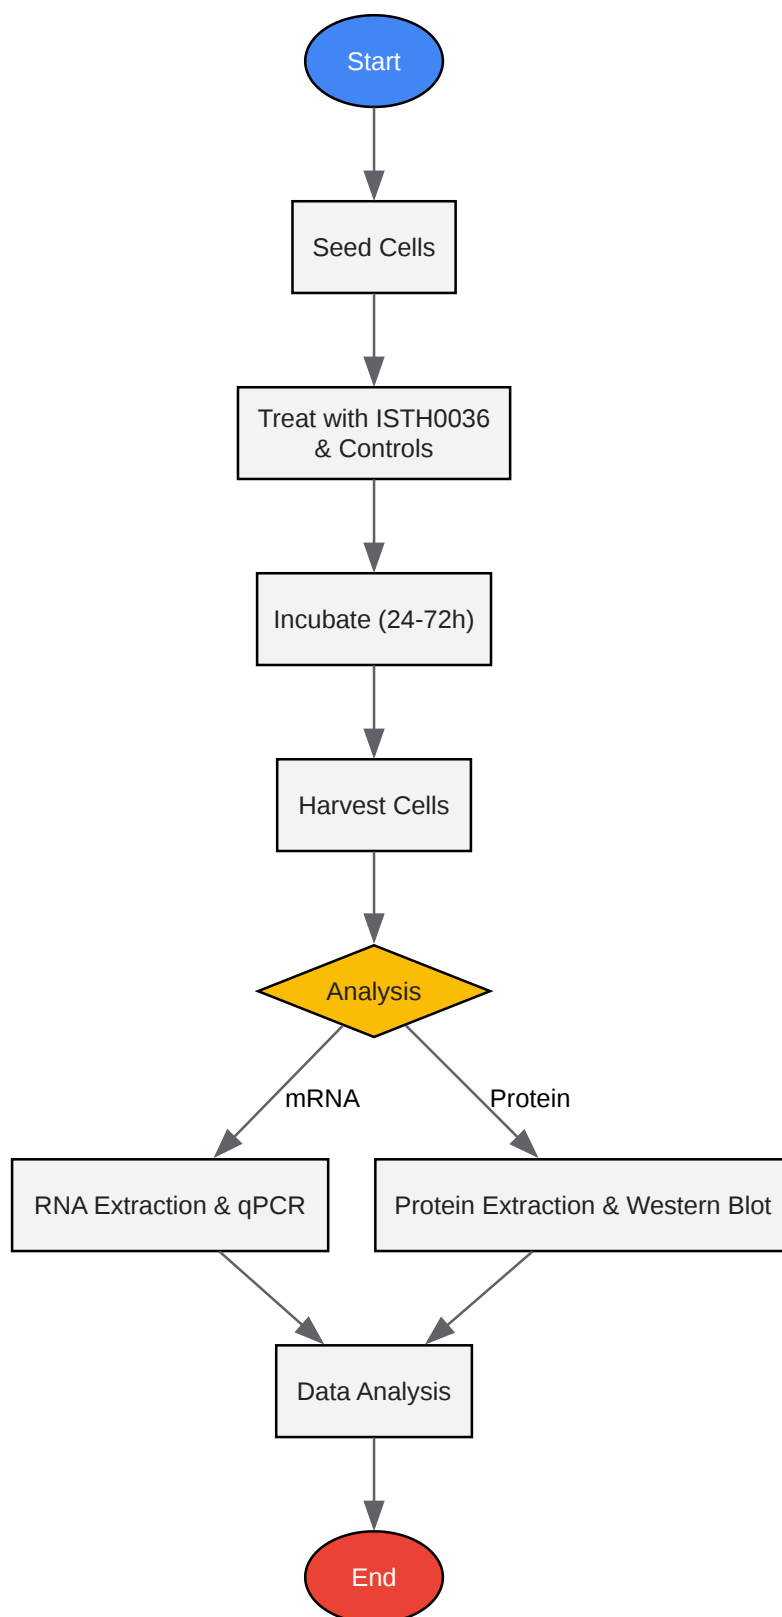 Start
Seed Cells
Treat with ISTH0036
& Controls
Incubate (24-72h)
Harvest Cells
Analysis
mRNA
Protein
RNA Extraction & qPCR
Protein Extraction & Western Blot
Data Analysis
End